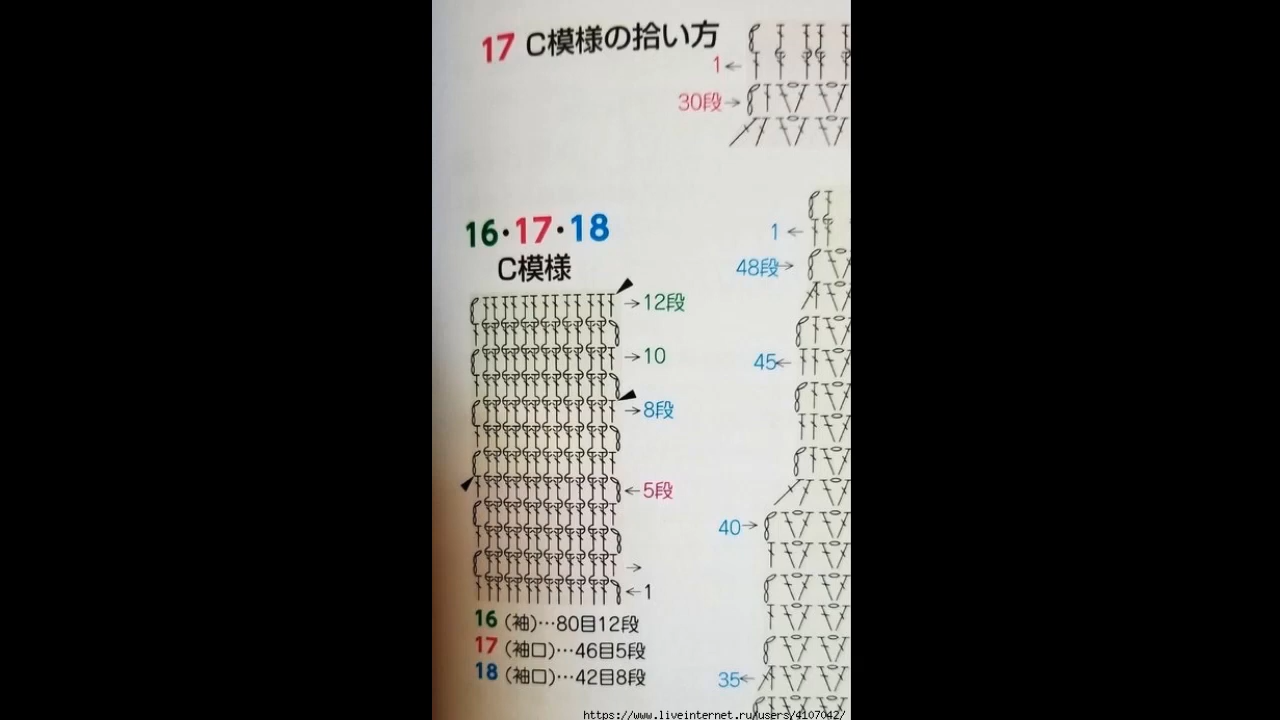 17 C模様の拾い方
1←
30段→
16・17・18
C模様
→12段
→10
→8段
←5段
→
←1
16（袖）…80目12段
17（袖口）…46目5段
18（袖口）…42目8段
1←
48段→
45←
40→
35←
https://www.liveinternet.ru/users/4107042/